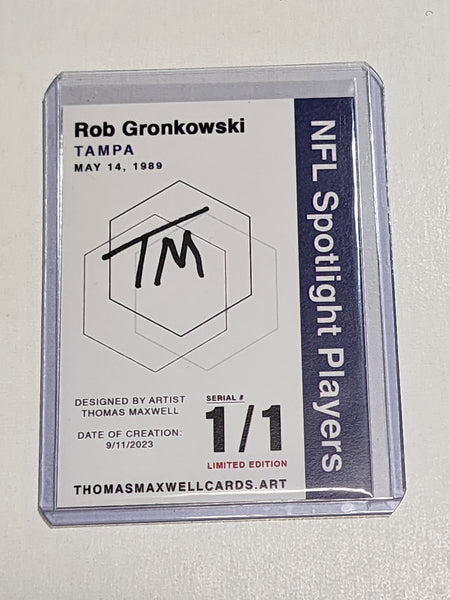 Rob Gronkowski
TAMPA
MAY 14, 1989
TM
DESIGNED BY ARTIST
THOMAS MAXWELL
DATE OF CREATION:
9/11/2023
SERIAL #
1/1
LIMITED EDITION
THOMASMAXWELLCARDS.ART
NFL Spotlight Players